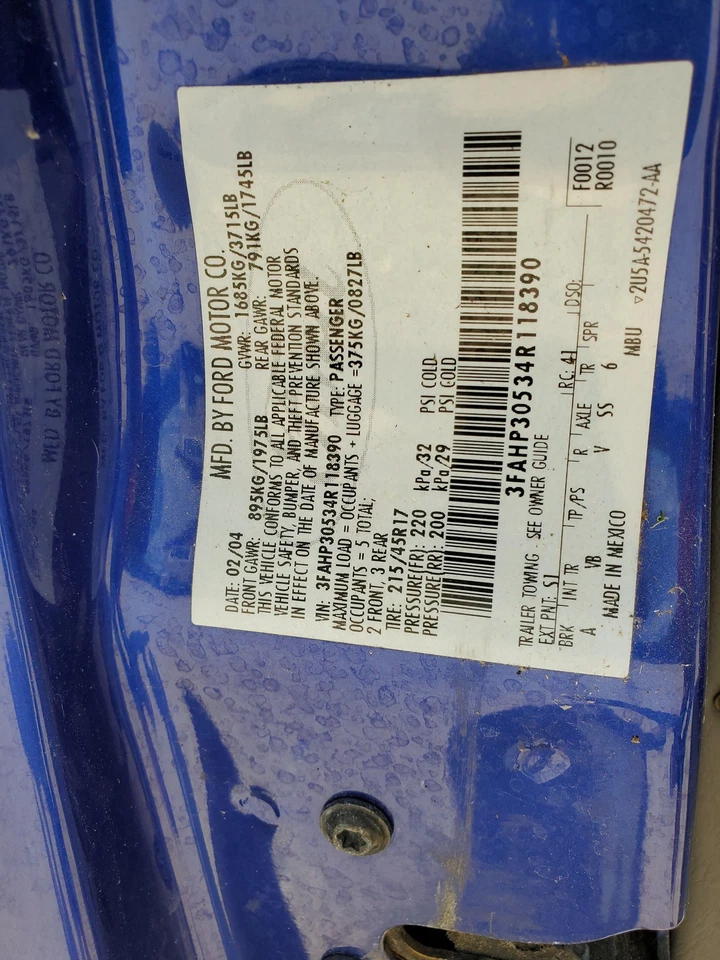 MFD. BY FORD MOTOR CO.
DATE: 02/04 GVWR: 1685KG/3715LB
FRONT GAWR: 895KG/1975LB REAR GAWR: 791KG/1745LB
THIS VEHICLE CONFORMS TO ALL APPLICABLE FEDERAL MOTOR
VEHICLE SAFETY, BUMPER, AND THEFT PREVENTION STANDARDS
IN EFFECT ON THE DATE OF MANUFACTURE SHOWN ABOVE.
VIN: 3FAHP30534R118390 TYPE: PASSENGER
MAXIMUM LOAD = OCCUPANTS + LUGGAGE =375KG/0827LB
OCCUPANTS = 5 TOTAL;
2 FRONT, 3 REAR
TIRE: 215/45R17
PRESSURE(FR): 220 kPa/32 PSI COLD
PRESSURE(RR): 200 kPa/29 PSI COLD
3FAHP30534R118390
TRAILER TOWING - SEE OWNER GUIDE
EXT PNT: S1 RC: 41 DSO: F0012
R0010
BRK INT TR TP/PS R AXLE TR SPR
A VB V SS 6
MADE IN MEXICO MBU ▽2U5A-5420472-AA